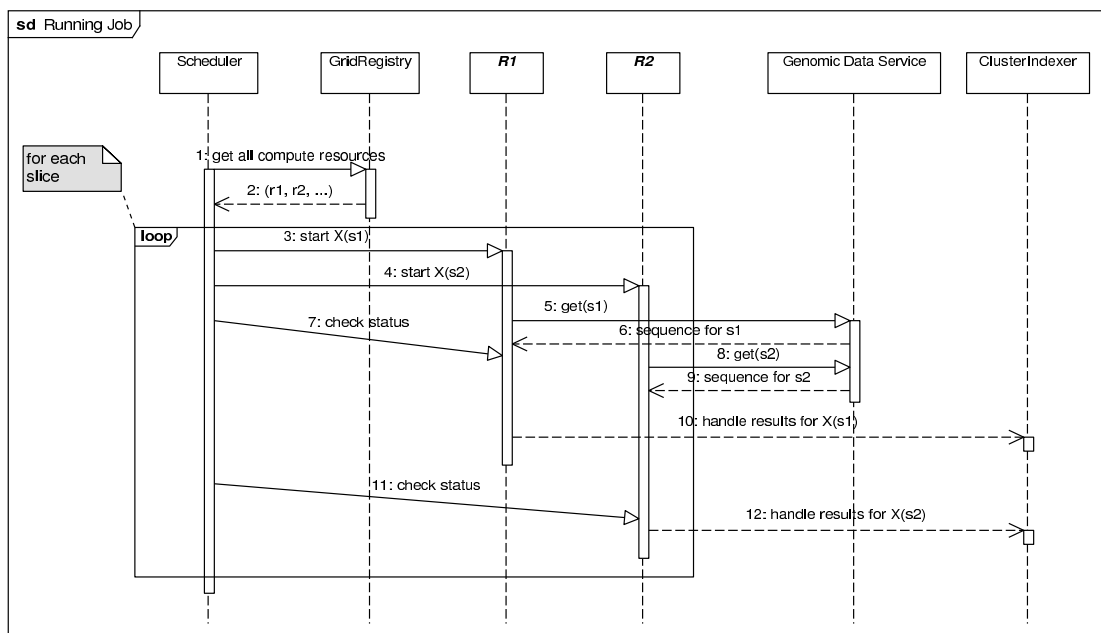 sd Running Job
Scheduler
GridRegistry
R1
R2
Genomic Data Service
ClusterIndexer
for each
slice
1: get all compute resources
2: (r1, r2, ...)
loop
3: start X(s1)
4: start X(s2)
5: get(s1)
7: check status
6: sequence for s1
8: get(s2)
9: sequence for s2
10: handle results for X(s1)
11: check status
12: handle results for X(s2)